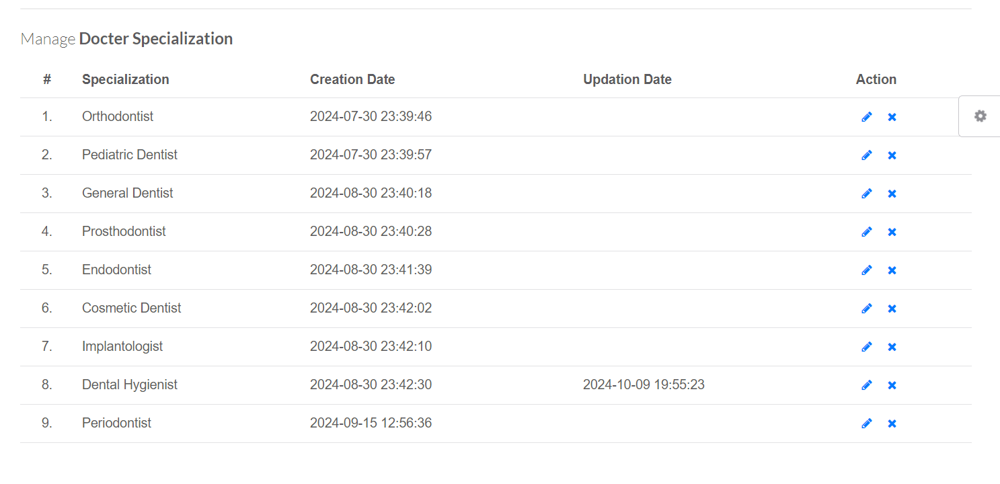 Manage Docter Specialization
# Specialization Creation Date Updation Date Action
1. Orthodontist 2024-07-30 23:39:46
2. Pediatric Dentist 2024-07-30 23:39:57
3. General Dentist 2024-08-30 23:40:18
4. Prosthodontist 2024-08-30 23:40:28
5. Endodontist 2024-08-30 23:41:39
6. Cosmetic Dentist 2024-08-30 23:42:02
7. Implantologist 2024-08-30 23:42:10
8. Dental Hygienist 2024-08-30 23:42:30 2024-10-09 19:55:23
9. Periodontist 2024-09-15 12:56:36